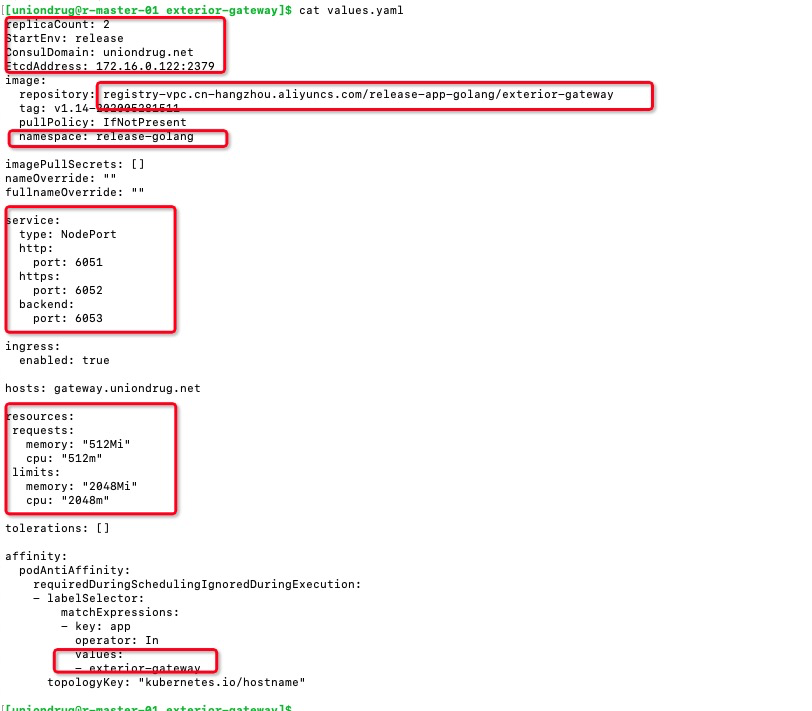 [[uniondrug@r-master-01 exterior-gateway]$ cat values.yaml
replicaCount: 2
StartEnv: release
ConsulDomain: uniondrug.net
EtcdAddress: 172.16.0.122:2379
image:
  repository: registry-vpc.cn-hangzhou.aliyuncs.com/release-app-golang/exterior-gateway
  tag: v1.14-202005281511
  pullPolicy: IfNotPresent
  namespace: release-golang

imagePullSecrets: []
nameOverride: ""
fullnameOverride: ""

service:
  type: NodePort
  http:
    port: 6051
  https:
    port: 6052
  backend:
    port: 6053

ingress:
  enabled: true

hosts: gateway.uniondrug.net

resources:
 requests:
   memory: "512Mi"
   cpu: "512m"
 limits:
   memory: "2048Mi"
   cpu: "2048m"

tolerations: []

affinity:
  podAntiAffinity:
    requiredDuringSchedulingIgnoredDuringExecution:
    - labelSelector:
        matchExpressions:
        - key: app
          operator: In
          values:
          - exterior-gateway
      topologyKey: "kubernetes.io/hostname"

[[uniondrug@r-master-01 exterior-gateway]$